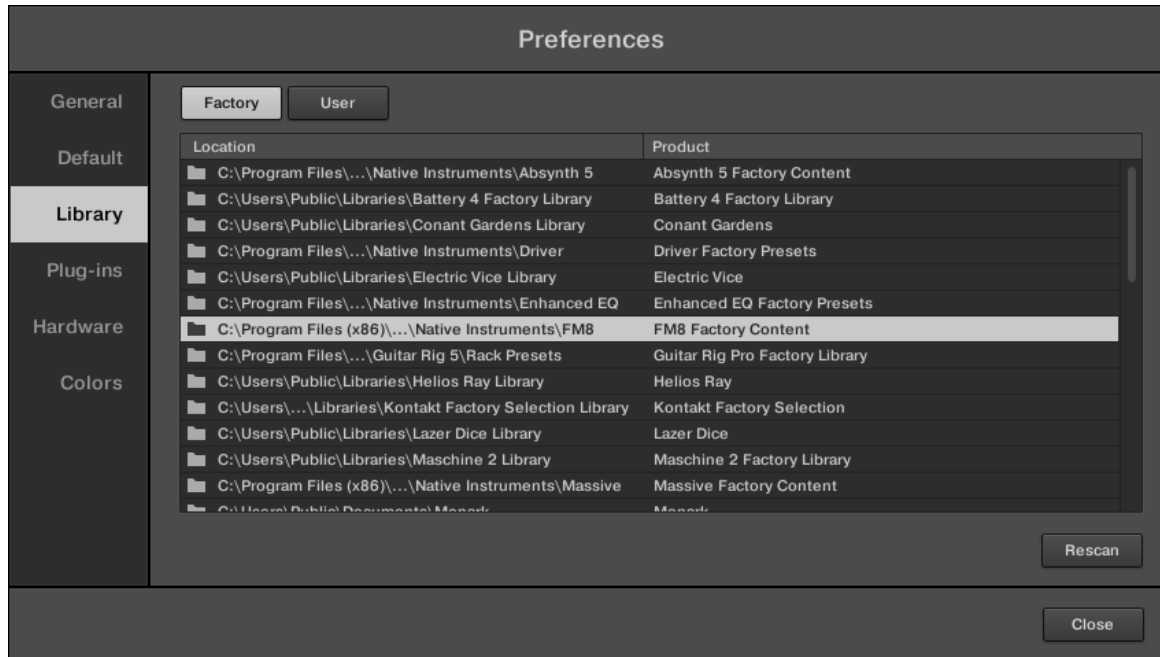 Preferences
General
Default
Library
Plug-ins
Hardware
Colors
Factory User
Location Product
C:\Program Files\...\Native Instruments\Absynth 5 Absynth 5 Factory Content
C:\Users\Public\Libraries\Battery 4 Factory Library Battery 4 Factory Library
C:\Users\Public\Libraries\Conant Gardens Library Conant Gardens
C:\Program Files\...\Native Instruments\Driver Driver Factory Presets
C:\Users\Public\Libraries\Electric Vice Library Electric Vice
C:\Program Files\...\Native Instruments\Enhanced EQ Enhanced EQ Factory Presets
C:\Program Files (x86)\...\Native Instruments\FM8 FM8 Factory Content
C:\Program Files\...\Guitar Rig 5\Rack Presets Guitar Rig Pro Factory Library
C:\Users\Public\Libraries\Helios Ray Library Helios Ray
C:\Users\...\Libraries\Kontakt Factory Selection Library Kontakt Factory Selection
C:\Users\Public\Libraries\Lazer Dice Library Lazer Dice
C:\Users\Public\Libraries\Maschine 2 Library Maschine 2 Factory Library
C:\Program Files (x86)\...\Native Instruments\Massive Massive Factory Content
C:\Users\Public\Documents\Monark Monark
Rescan
Close